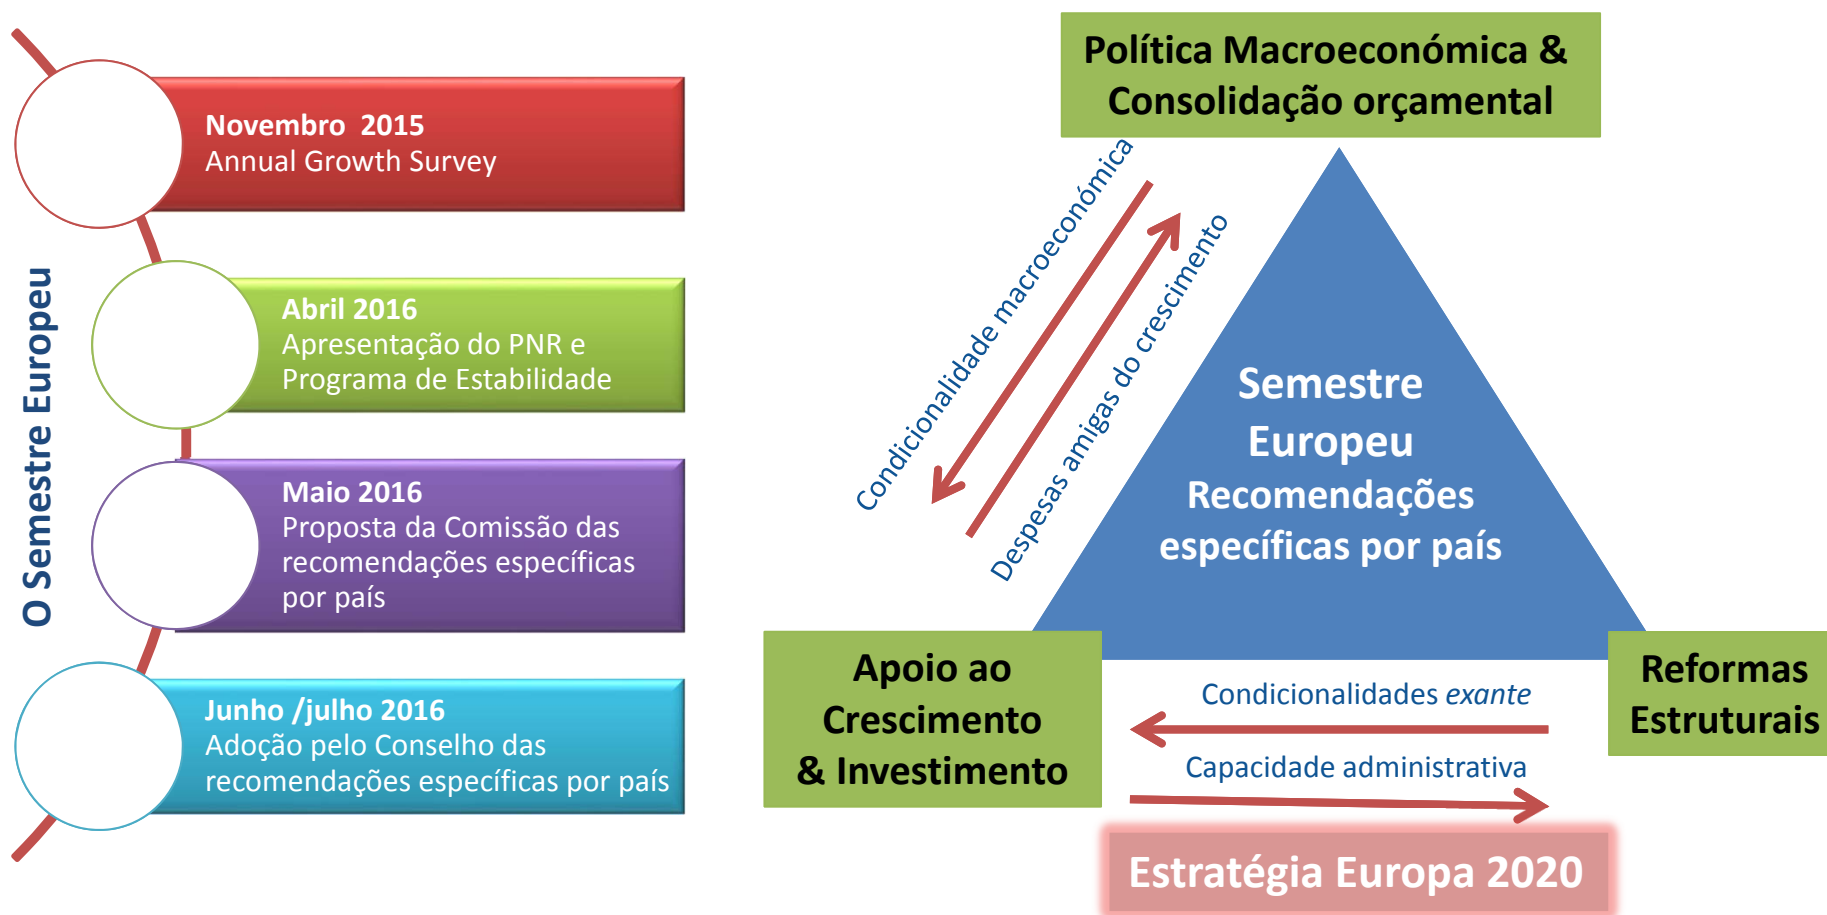 O Semestre Europeu
Novembro 2015
Annual Growth Survey
Abril 2016
Apresentação do PNR e
Programa de Estabilidade
Maio 2016
Proposta da Comissão das
recomendações específicas
por país
Junho /julho 2016
Adoção pelo Conselho das
recomendações específicas por país
Política Macroeconómica &
Consolidação orçamental
Condicionalidade macroeconómica
Despesas amigas do crescimento
Semestre
Europeu
Recomendações
específicas por país
Apoio ao
Crescimento
& Investimento
Condicionalidades exante
Capacidade administrativa
Reformas
Estruturais
Estratégia Europa 2020